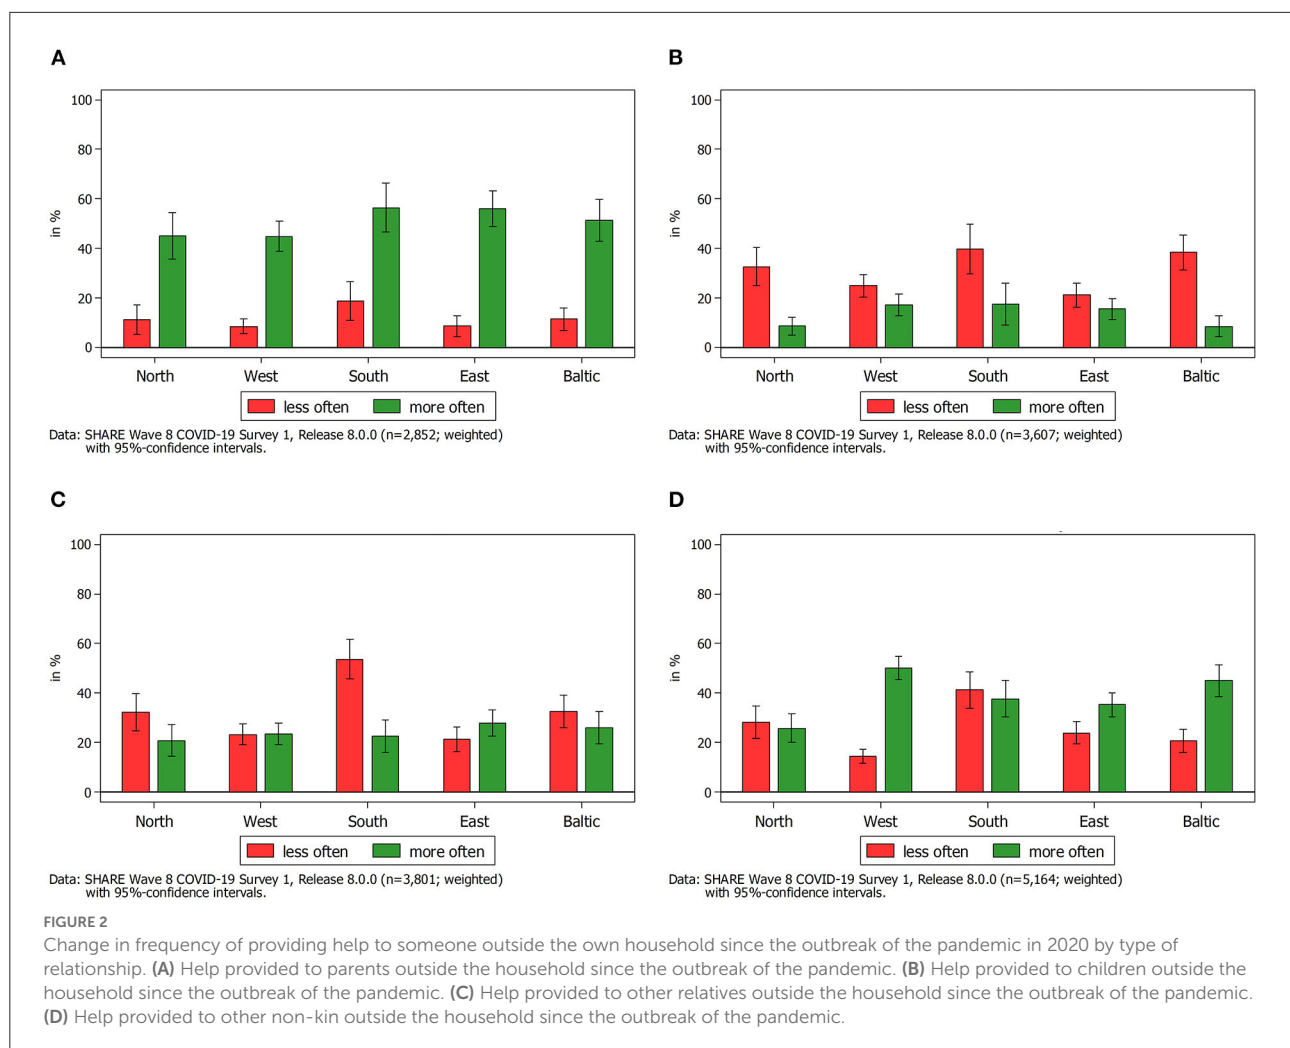 A
100
80
60
40
20
0
in %
North West South East Baltic
less often more often
Data: SHARE Wave 8 COVID-19 Survey 1, Release 8.0.0 (n=2,852; weighted)
with 95%-confidence intervals.
B
100
80
60
40
20
0
in %
North West South East Baltic
less often more often
Data: SHARE Wave 8 COVID-19 Survey 1, Release 8.0.0 (n=3,607; weighted)
with 95%-confidence intervals.
C
100
80
60
40
20
0
in %
North West South East Baltic
less often more often
Data: SHARE Wave 8 COVID-19 Survey 1, Release 8.0.0 (n=3,801; weighted)
with 95%-confidence intervals.
D
100
80
60
40
20
0
in %
North West South East Baltic
less often more often
Data: SHARE Wave 8 COVID-19 Survey 1, Release 8.0.0 (n=5,164; weighted)
with 95%-confidence intervals.
FIGURE 2
Change in frequency of providing help to someone outside the own household since the outbreak of the pandemic in 2020 by type of
relationship. (A) Help provided to parents outside the household since the outbreak of the pandemic. (B) Help provided to children outside the
household since the outbreak of the pandemic. (C) Help provided to other relatives outside the household since the outbreak of the pandemic.
(D) Help provided to other non-kin outside the household since the outbreak of the pandemic.